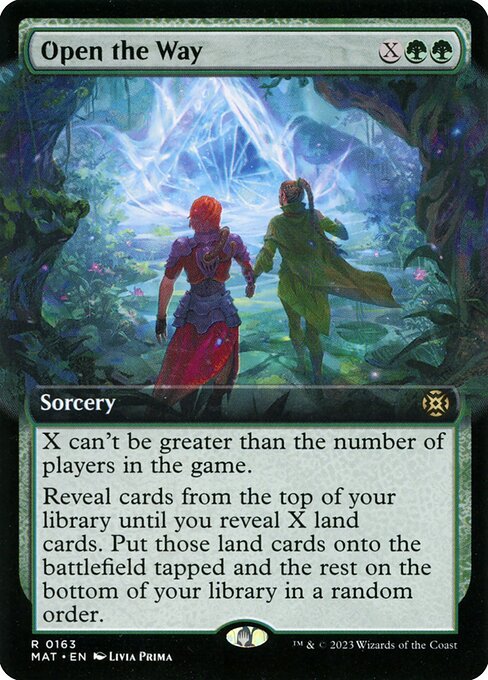 Open the Way X
Sorcery
X can't be greater than the number of
players in the game.
Reveal cards from the top of your
library until you reveal X land
cards. Put those land cards onto the
battlefield tapped and the rest on the
bottom of your library in a random
order.
R 0163
MAT • EN LIVIA PRIMA
™ & © 2023 Wizards of the Coast